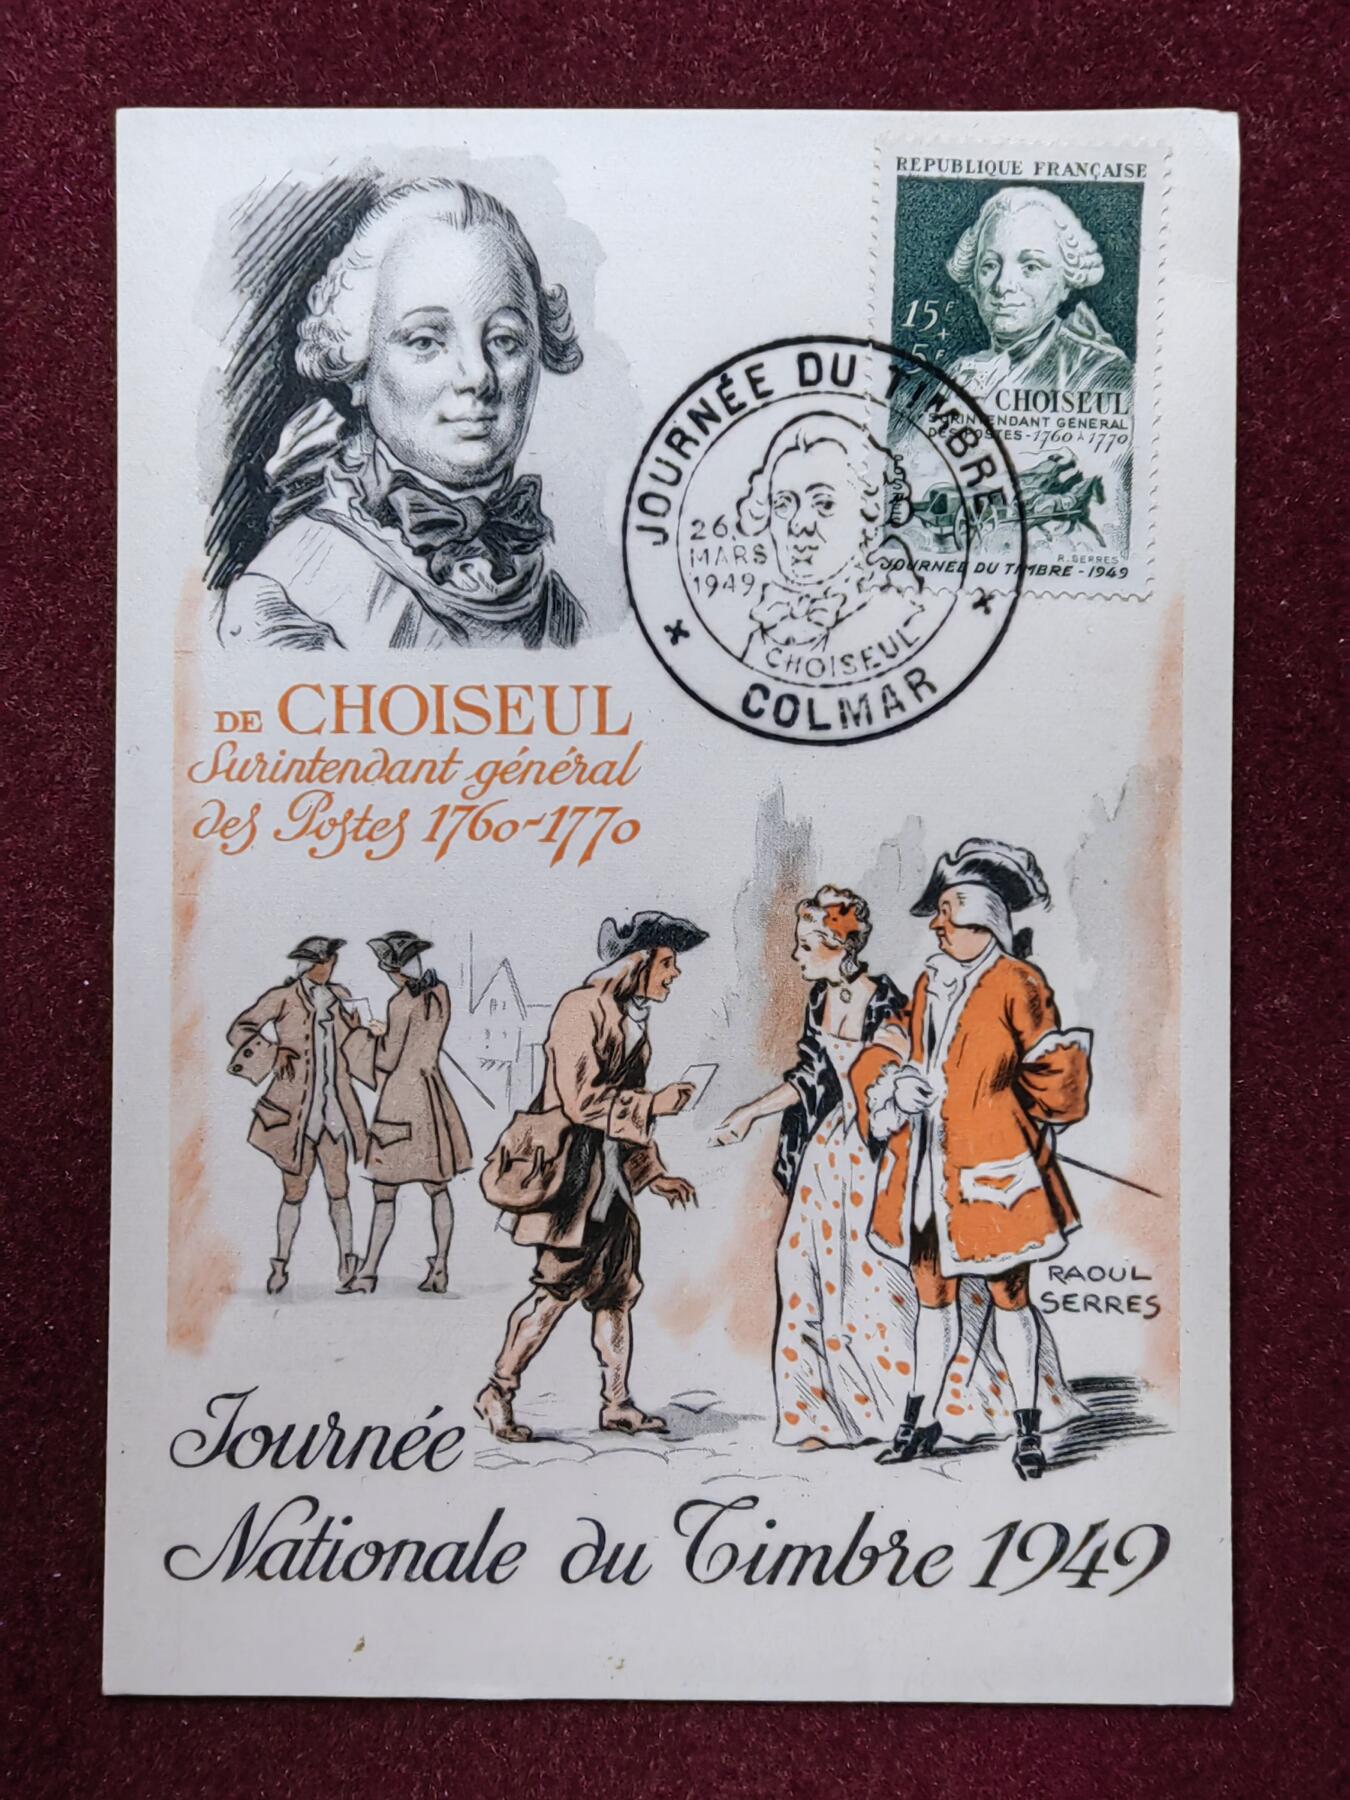 REPUBLIQUE FRANÇAISE
15F
+
5F
CHOISEUL
SURINTENDANT GENERAL
DES POSTES - 1760 À 1770
POSTES
R. SERRES
JOURNÉE DU TIMBRE - 1949
JOURNÉE DU TIMBRE
26
MARS
1949
CHOISEUL
COLMAR
DE CHOISEUL
Surintendant général
des Postes 1760-1770
RAOUL
SERRES
Journée
Nationale du Timbre 1949